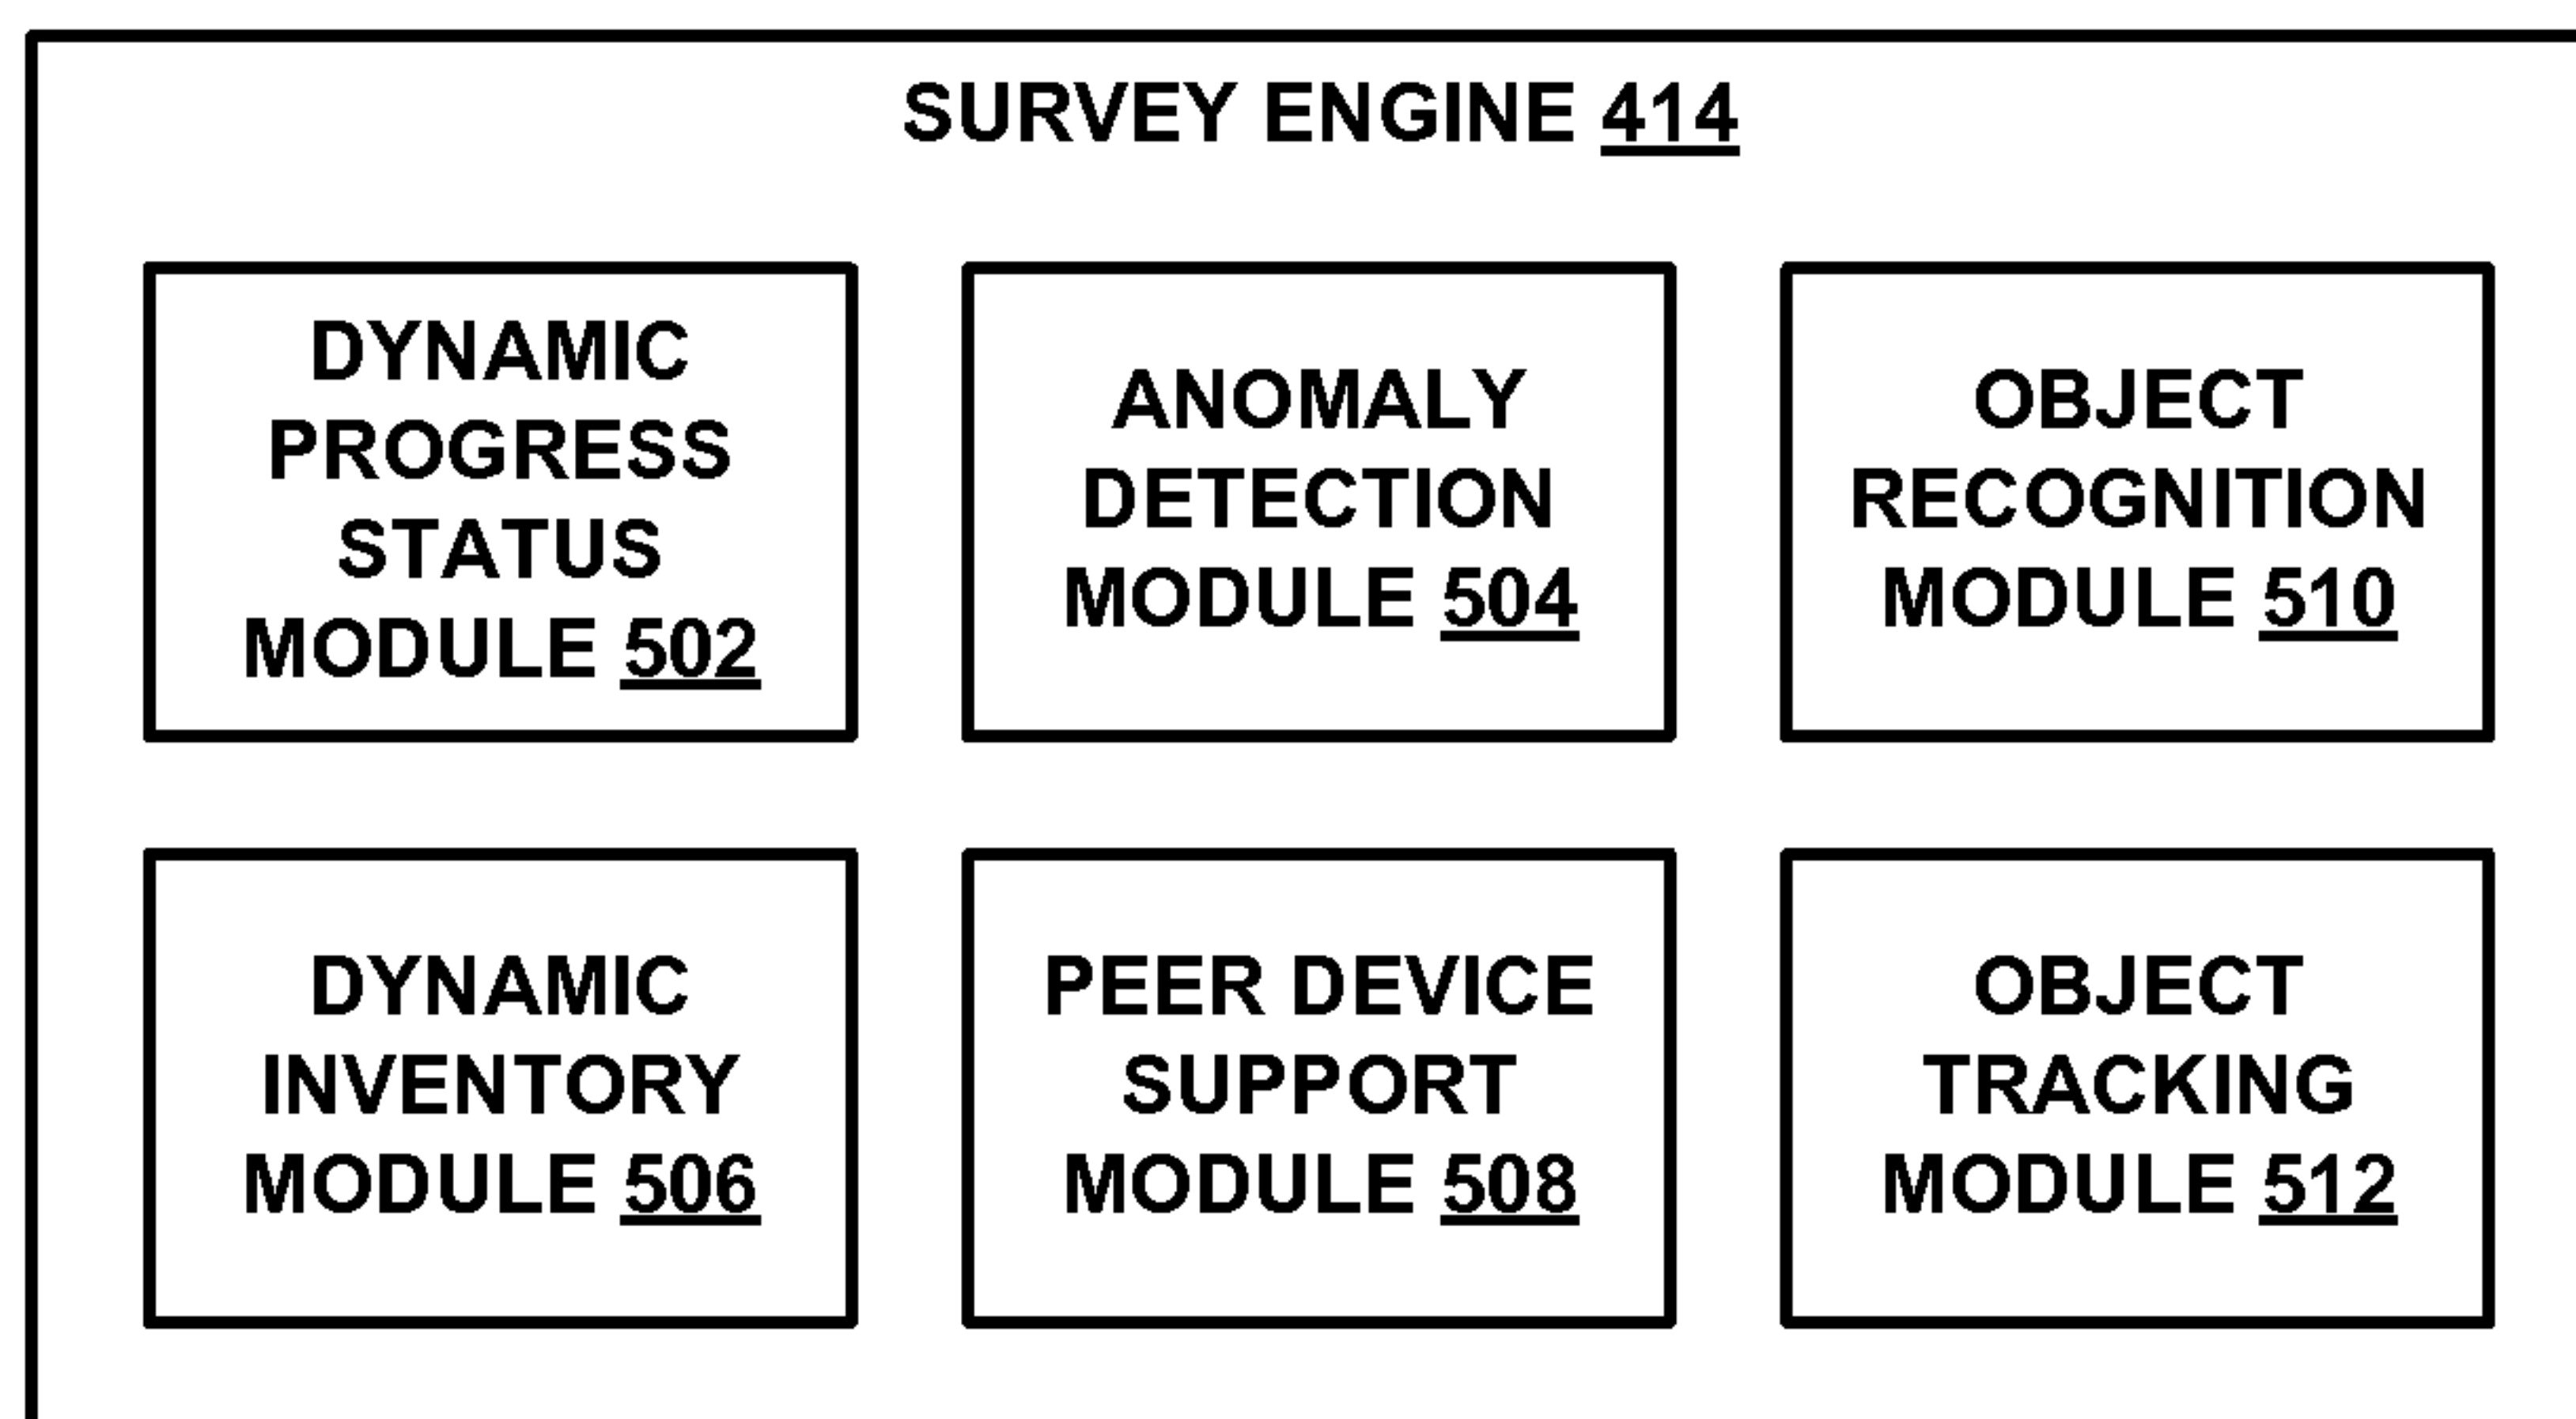 SURVEY ENGINE 414
DYNAMIC
PROGRESS
STATUS
MODULE 502
ANOMALY
DETECTION
MODULE 504
OBJECT
RECOGNITION
MODULE 510
DYNAMIC
INVENTORY
MODULE 506
PEER DEVICE
SUPPORT
MODULE 508
OBJECT
TRACKING
MODULE 512